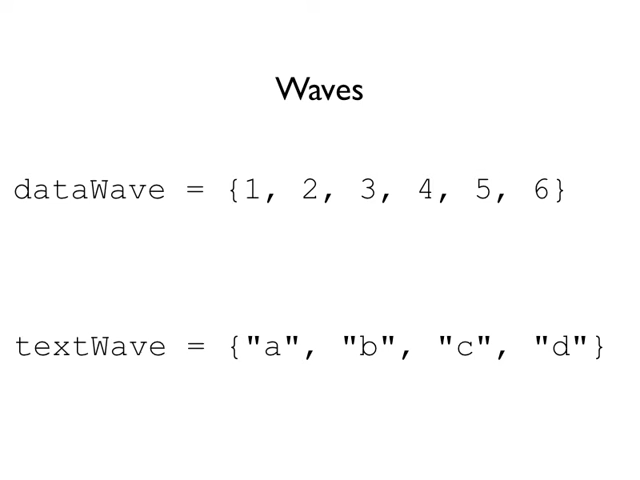 Waves
dataWave = {1, 2, 3, 4, 5, 6}
textWave = {"a", "b", "c", "d"}